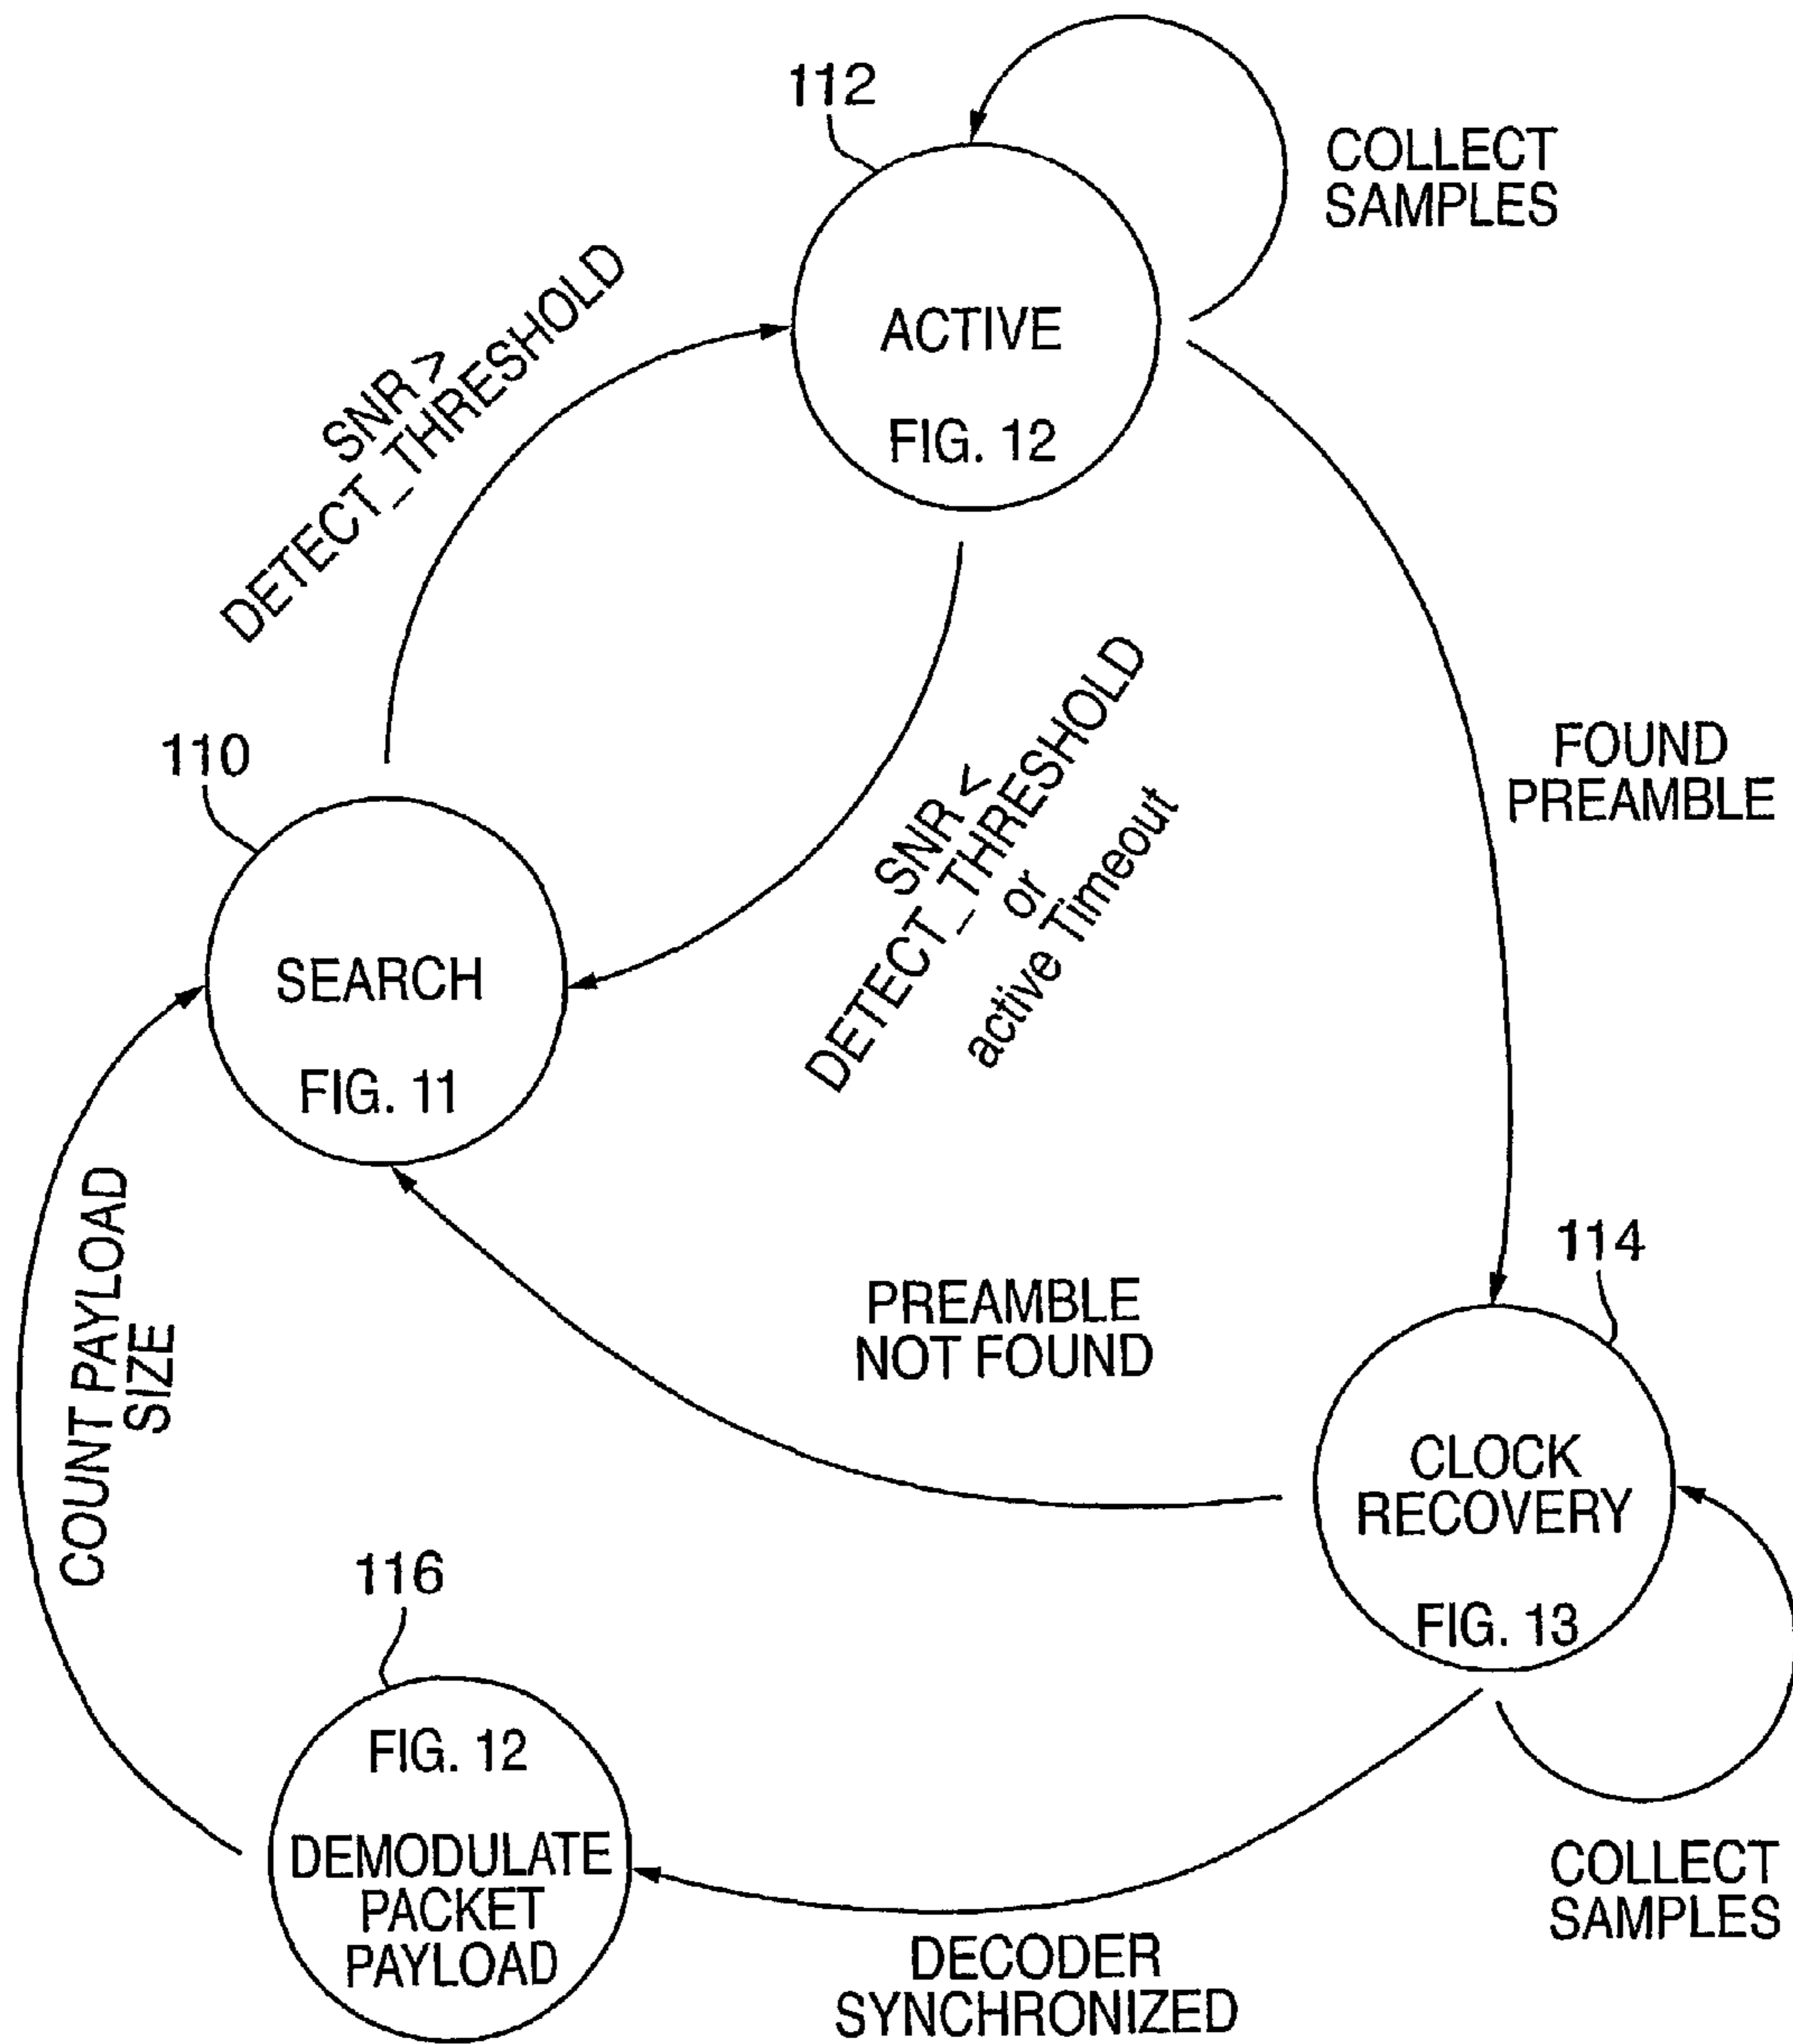 112
COLLECT
SAMPLES
ACTIVE
FIG. 12
SNR >
DETECT_THRESHOLD
SNR <
DETECT_THRESHOLD
or
active Timeout
FOUND
PREAMBLE
110
SEARCH
FIG. 11
114
PREAMBLE
NOT FOUND
CLOCK
RECOVERY
FIG. 13
COUNT PAYLOAD
SIZE
116
FIG. 12
DEMODULATE
PACKET
PAYLOAD
COLLECT
SAMPLES
DECODER
SYNCHRONIZED